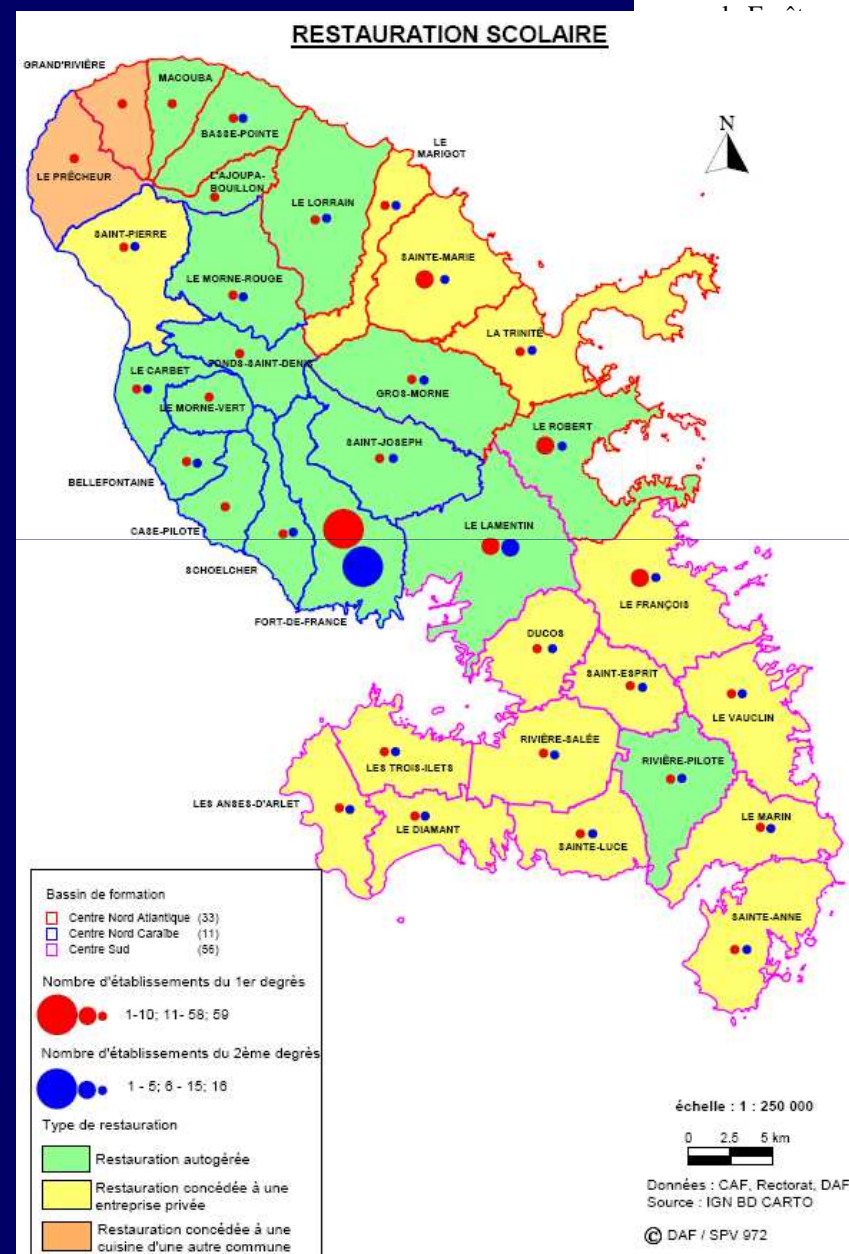 RESTAURATION SCOLAIRE
GRAND'RIVIÈRE
MACOUBA
BASSE-POINTE
LE PRÊCHEUR
L'AJOUPA-
BOUILLON
LE
MARIGOT
N
LE LORRAIN
SAINT-PIERRE
SAINTE-MARIE
LE MORNE-ROUGE
LA TRINITÉ
FONDS-SAINT-DENIS
LE CARBET
GROS-MORNE
LE MORNE-VERT
LE ROBERT
SAINT-JOSEPH
BELLEFONTAINE
CASE-PILOTE
LE LAMENTIN
SCHOELCHER
LE FRANÇOIS
FORT-DE-FRANCE
DUCOS
SAINT-ESPRIT
LE VAUCLIN
RIVIÈRE-SALÉE
RIVIÈRE-PILOTE
LES TROIS-ILETS
LES ANSES-D'ARLET
LE DIAMANT
SAINTE-LUCE
LE MARIN
SAINTE-ANNE
Bassin de formation
Centre Nord Atlantique (33)
Centre Nord Caraïbe (11)
Centre Sud (56)
Nombre d'établissements du 1er degrès
1-10; 11- 58; 59
Nombre d'établissements du 2ème degrès
1 - 5; 6 - 15; 16
Type de restauration
Restauration autogérée
Restauration concédée à une
entreprise privée
Restauration concédée à une
cuisine d'une autre commune
échelle : 1 : 250 000
0 2.5 5 km
Données : CAF, Rectorat, DAF
Source : IGN BD CARTO
© DAF / SPV 972